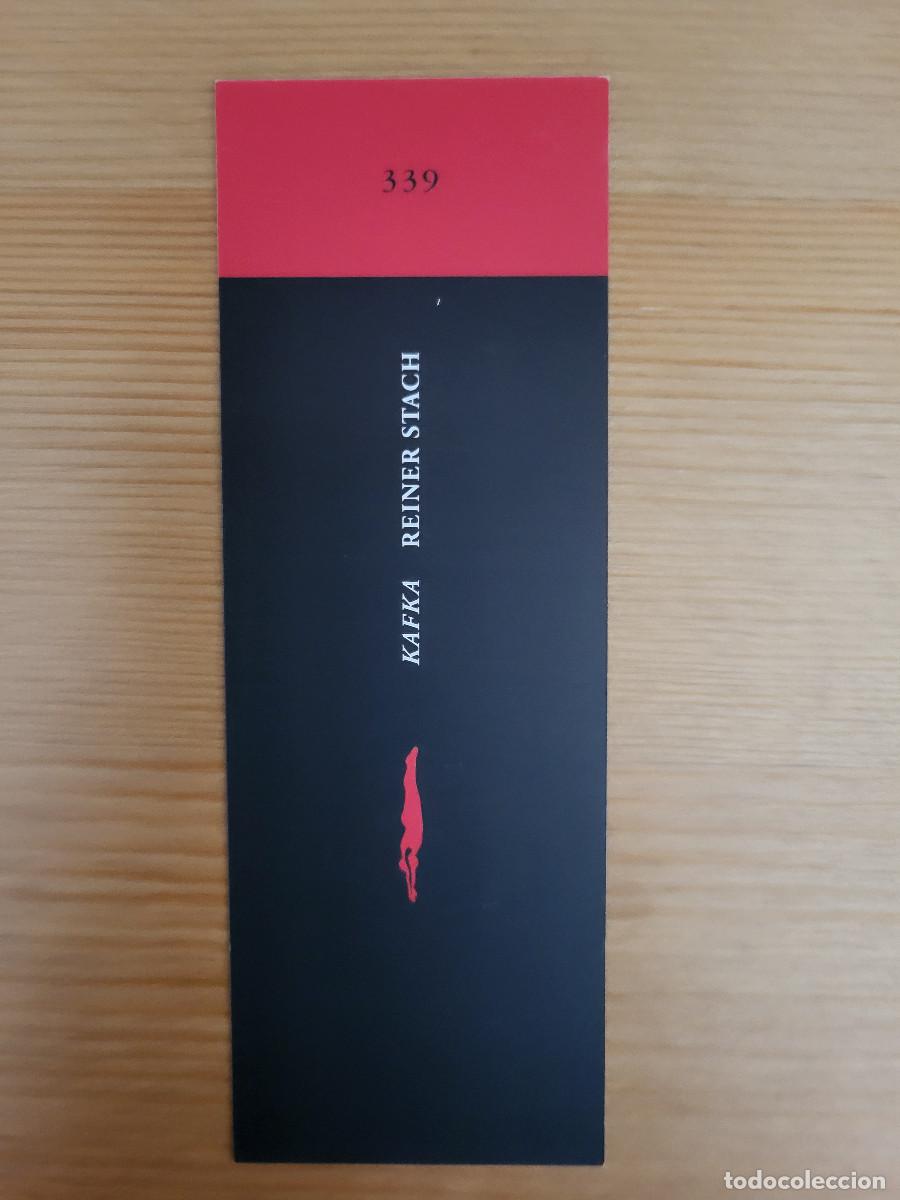 339
KAFKA REINER STACH
todocoleccion